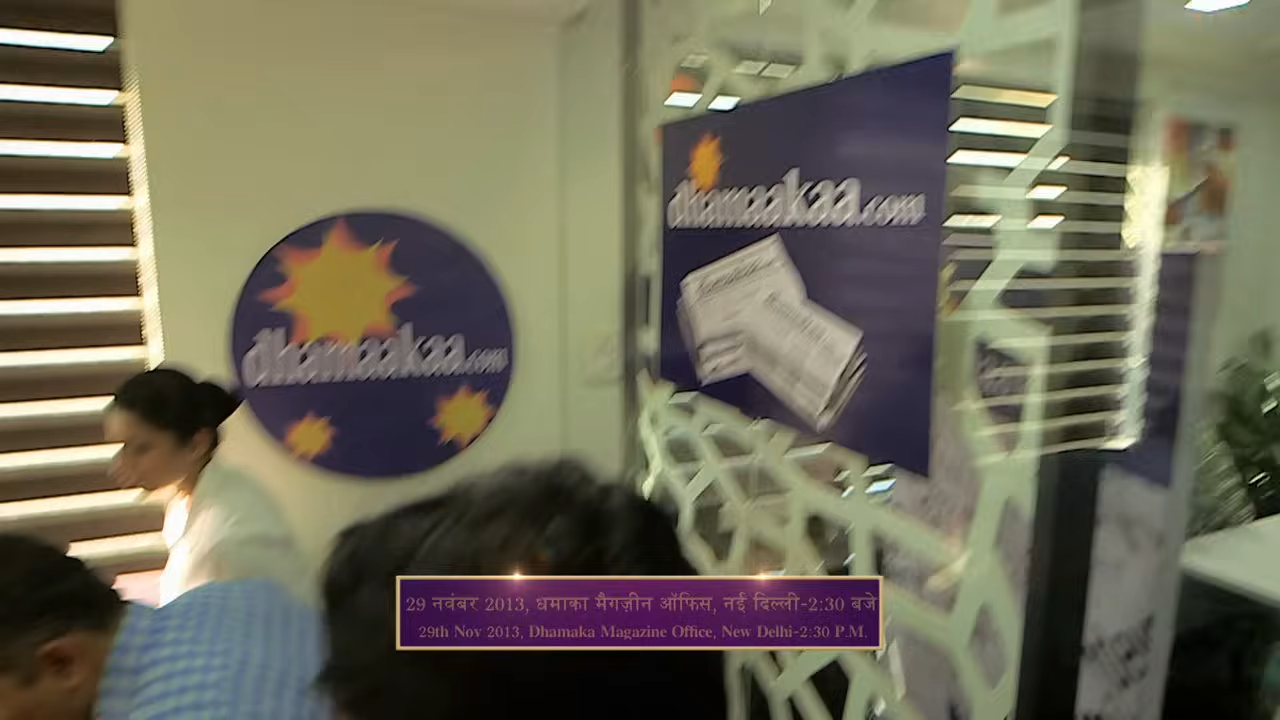 dhamaakaa.com
dhamaakaa.com
29 नवंबर 2013, धमाका मैगज़ीन ऑफिस, नई दिल्ली-2:30 बजे
29th Nov 2013, Dhamaka Magazine Office, New Delhi-2:30 P.M.